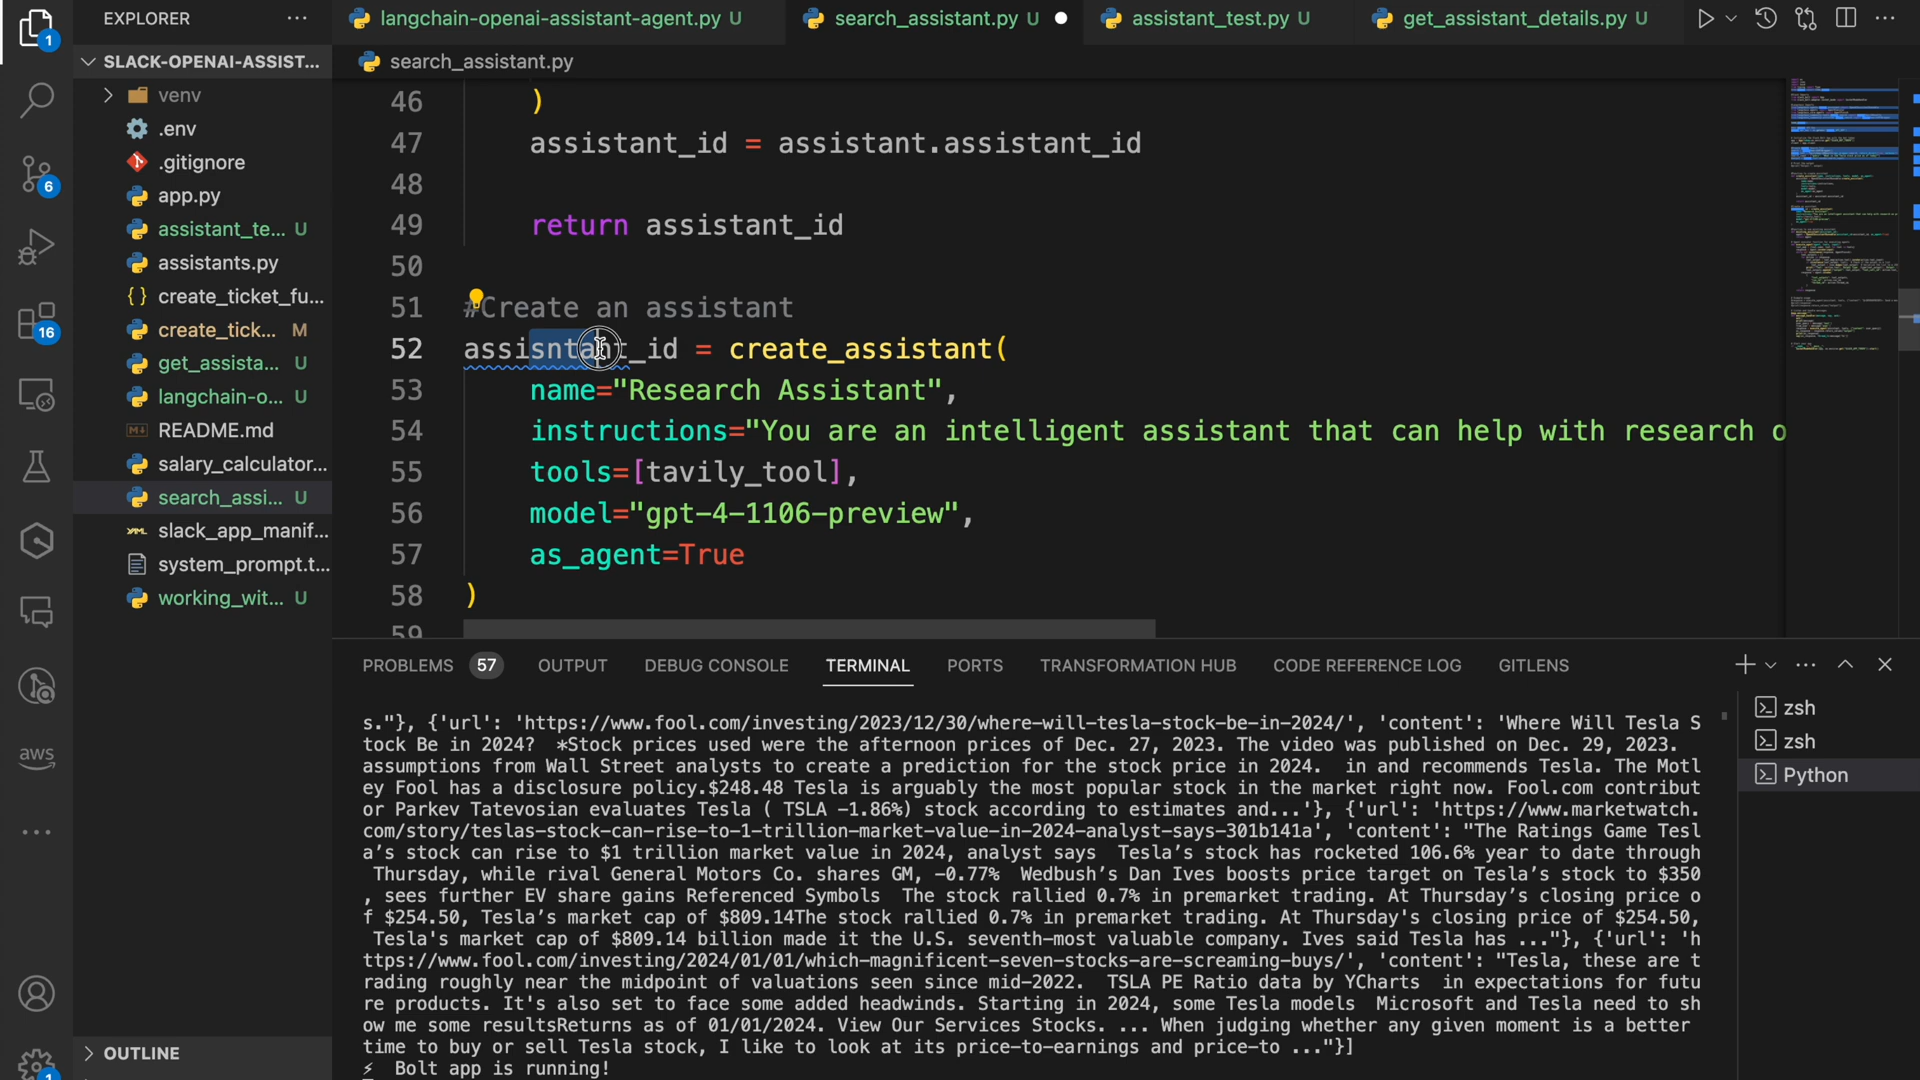 EXPLORER
langchain-openai-assistant-agent.py U
search_assistant.py U
assistant_test.py U
get_assistant_details.py U
SLACK-OPENAI-ASSIST...
search_assistant.py
venv
.env
.gitignore
app.py
assistant_te... U
assistants.py
{} create_ticket_fu...
create_tick... M
get_assista... U
langchain-o... U
README.md
salary_calculator...
search_assi... U
slack_app_manif...
system_prompt.t...
working_wit... U
OUTLINE
1
6
16
aws
1
46 )
47 assistant_id = assistant.assistant_id
48
49 return assistant_id
50
51 #Create an assistant
52 assisntant_id = create_assistant(
53 name="Research Assistant",
54 instructions="You are an intelligent assistant that can help with research o
55 tools=[tavily_tool],
56 model="gpt-4-1106-preview",
57 as_agent=True
58 )
59
PROBLEMS 57 OUTPUT DEBUG CONSOLE TERMINAL PORTS TRANSFORMATION HUB CODE REFERENCE LOG GITLENS
zsh
zsh
Python
s."}, {'url': 'https://www.fool.com/investing/2023/12/30/where-will-tesla-stock-be-in-2024/', 'content': 'Where Will Tesla S
tock Be in 2024?  *Stock prices used were the afternoon prices of Dec. 27, 2023. The video was published on Dec. 29, 2023.
assumptions from Wall Street analysts to create a prediction for the stock price in 2024.  in and recommends Tesla. The Motl
ey Fool has a disclosure policy.$248.48 Tesla is arguably the most popular stock in the market right now. Fool.com contribut
or Parkev Tatevosian evaluates Tesla ( TSLA -1.86%) stock according to estimates and...'}, {'url': 'https://www.marketwatch.
com/story/teslas-stock-can-rise-to-1-trillion-market-value-in-2024-analyst-says-301b141a', 'content': "The Ratings Game Tesl
a’s stock can rise to $1 trillion market value in 2024, analyst says  Tesla’s stock has rocketed 106.6% year to date through
Thursday, while rival General Motors Co. shares GM, -0.77%  Wedbush’s Dan Ives boosts price target on Tesla’s stock to $350
, sees further EV share gains Referenced Symbols  The stock rallied 0.7% in premarket trading. At Thursday’s closing price o
f $254.50, Tesla’s market cap of $809.14The stock rallied 0.7% in premarket trading. At Thursday's closing price of $254.50,
Tesla's market cap of $809.14 billion made it the U.S. seventh-most valuable company. Ives said Tesla has ..."}, {'url': 'h
ttps://www.fool.com/investing/2024/01/01/which-magnificent-seven-stocks-are-screaming-buys/', 'content': "Tesla, these are t
rading roughly near the midpoint of valuations seen since mid-2022.  TSLA PE Ratio data by YCharts  in expectations for futu
re products. It's also set to face some added headwinds. Starting in 2024, some Tesla models  Microsoft and Tesla need to sh
ow me some resultsReturns as of 01/01/2024. View Our Services Stocks. ... When judging whether any given moment is a better
time to buy or sell Tesla stock, I like to look at its price-to-earnings and price-to ..."}]
⚡ Bolt app is running!